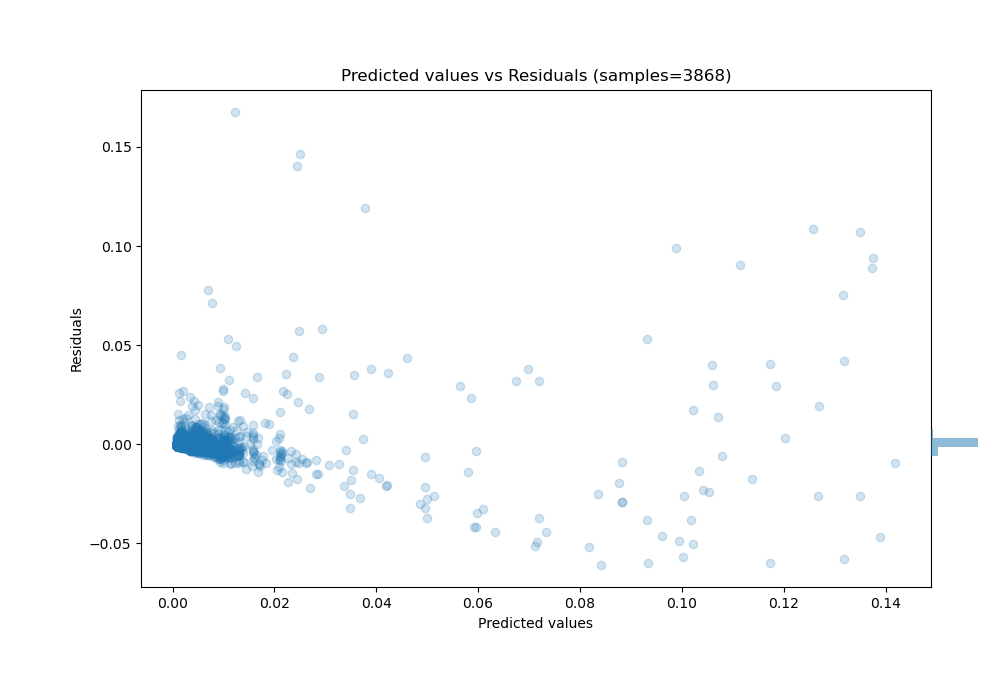 Predicted values vs Residuals (samples=3868)
0.15
0.10
0.05
0.00
−0.05
Residuals
0.00 0.02 0.04 0.06 0.08 0.10 0.12 0.14
Predicted values